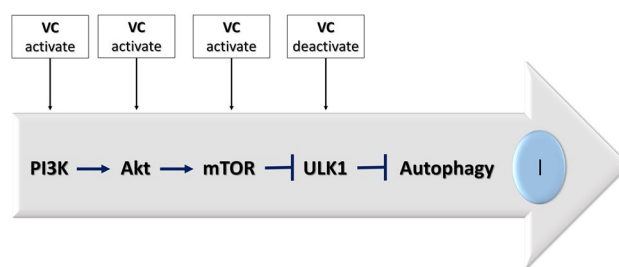 VC VC VC VC
activate activate activate deactivate
PI3K Akt mTOR ULK1 Autophagy I